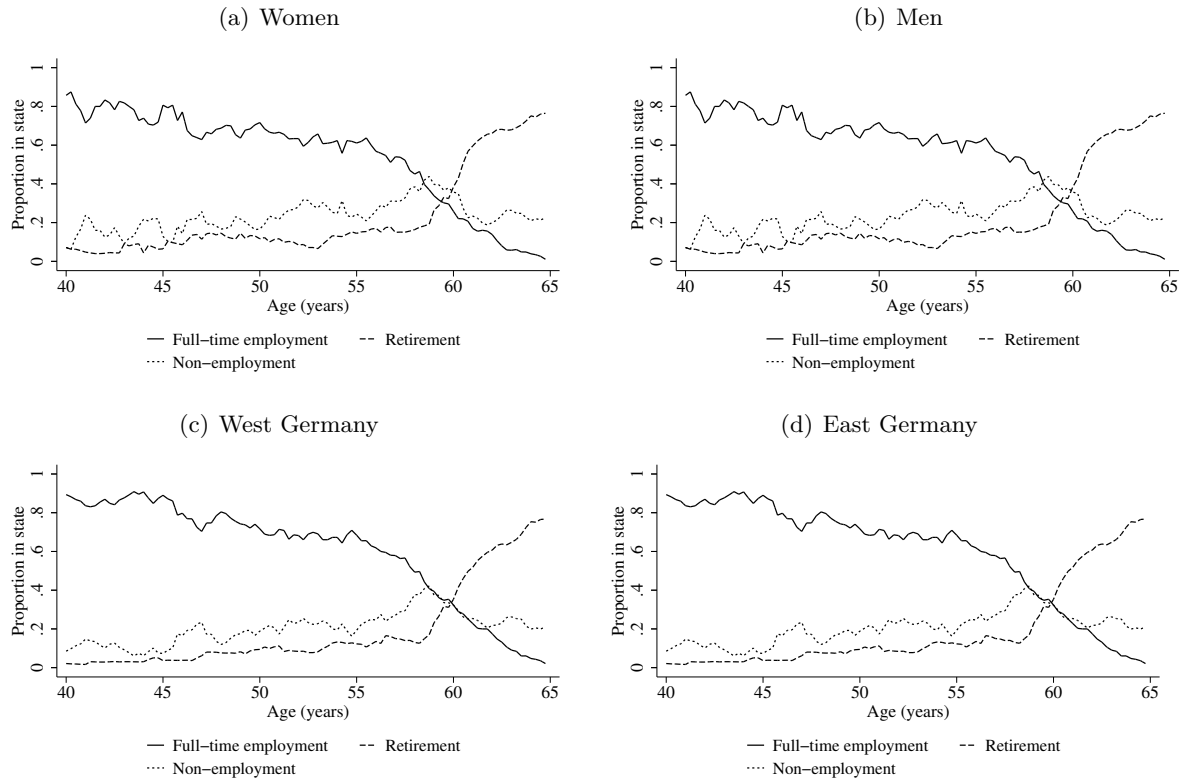 (a) Women
(b) Men
Proportion in state
0 .2 .4 .6 .8 1
40 45 50 55 60 65
Age (years)
Full−time employment Retirement
Non−employment
Proportion in state
0 .2 .4 .6 .8 1
40 45 50 55 60 65
Age (years)
Full−time employment Retirement
Non−employment
(c) West Germany
(d) East Germany
Proportion in state
0 .2 .4 .6 .8 1
40 45 50 55 60 65
Age (years)
Full−time employment Retirement
Non−employment
Proportion in state
0 .2 .4 .6 .8 1
40 45 50 55 60 65
Age (years)
Full−time employment Retirement
Non−employment